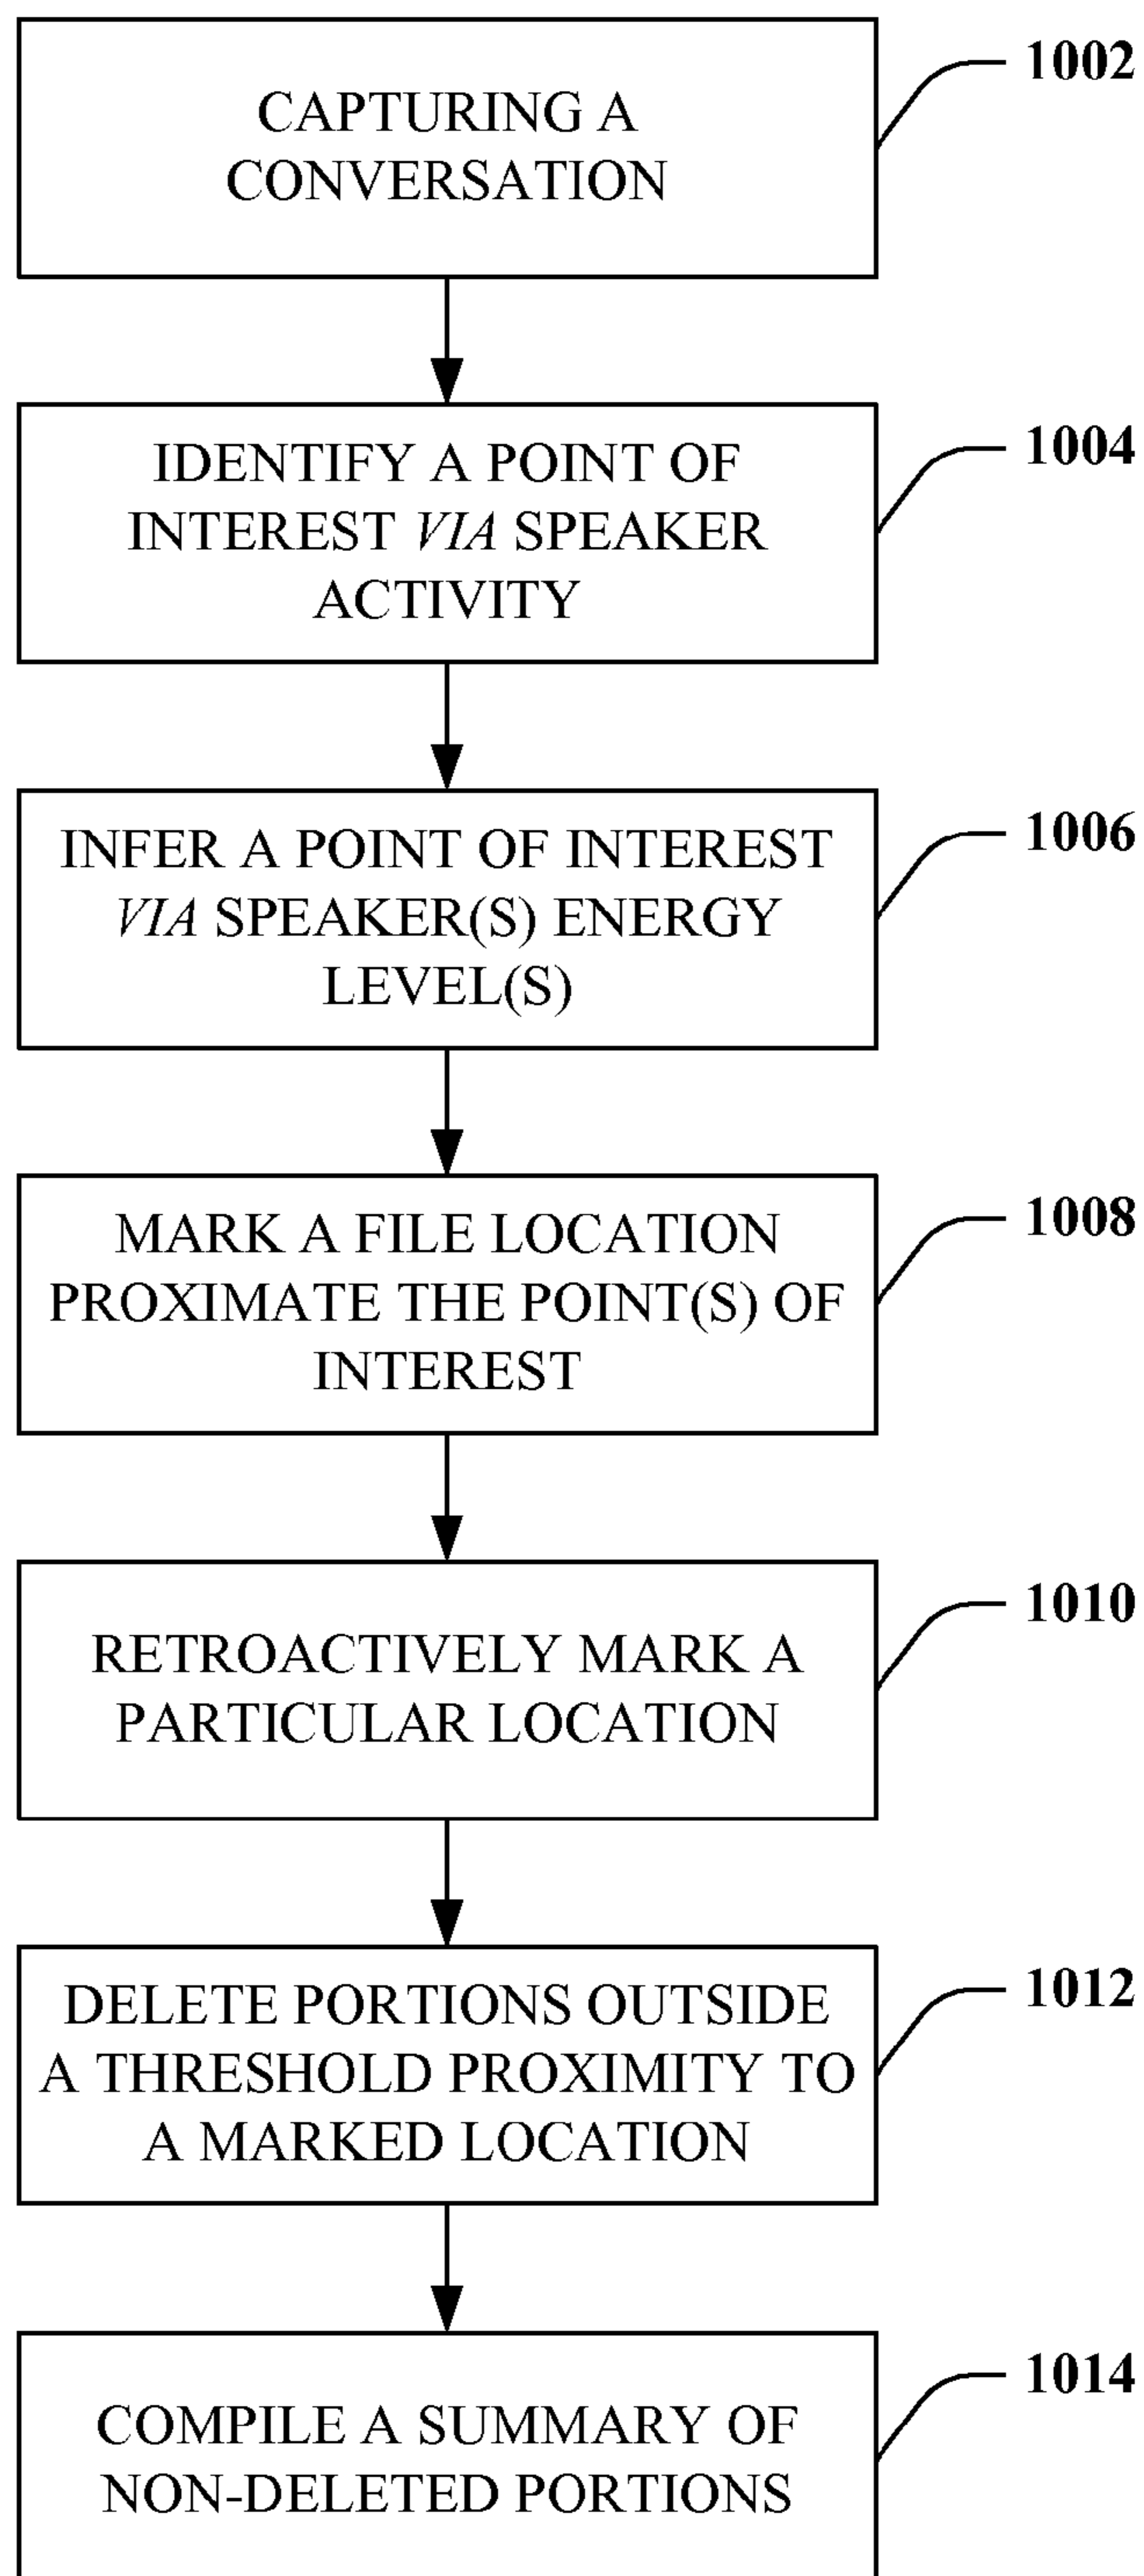 CAPTURING A
CONVERSATION
1002
IDENTIFY A POINT OF
INTEREST VIA SPEAKER
ACTIVITY
1004
INFER A POINT OF INTEREST
VIA SPEAKER(S) ENERGY
LEVEL(S)
1006
MARK A FILE LOCATION
PROXIMATE THE POINT(S) OF
INTEREST
1008
RETROACTIVELY MARK A
PARTICULAR LOCATION
1010
DELETE PORTIONS OUTSIDE
A THRESHOLD PROXIMITY TO
A MARKED LOCATION
1012
COMPILE A SUMMARY OF
NON-DELETED PORTIONS
1014